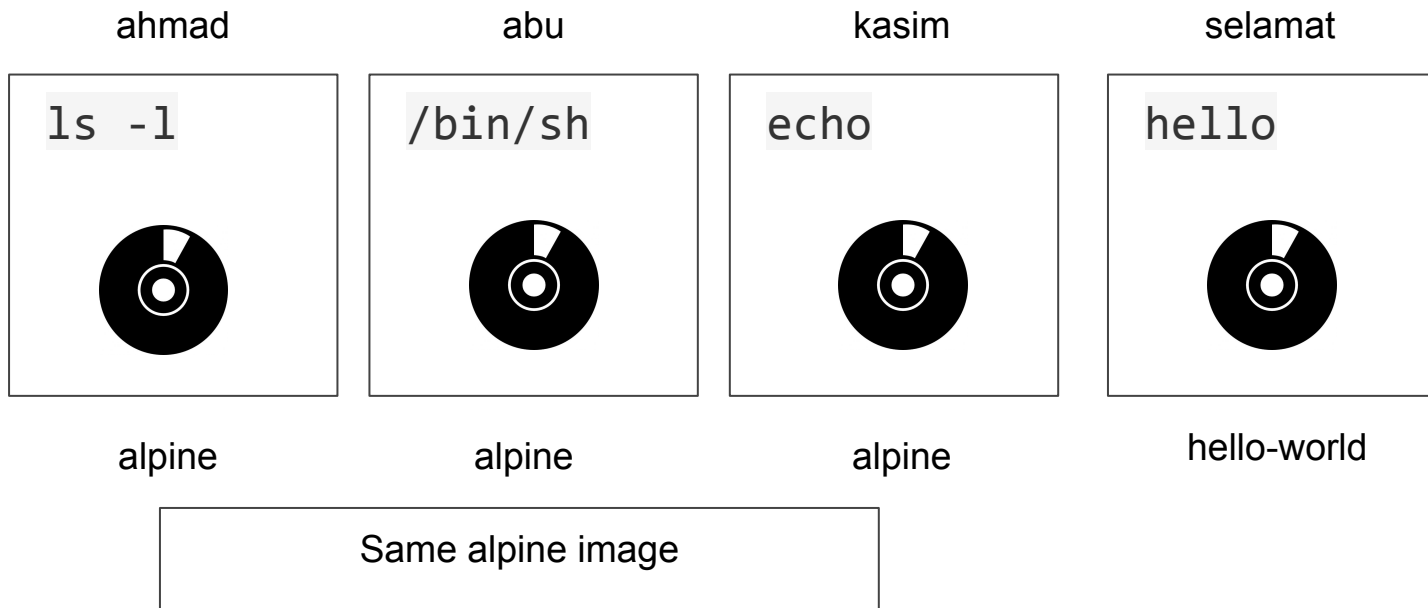 ahmad abu kasim selamat
ls -l /bin/sh echo hello
alpine alpine alpine hello-world
Same alpine image